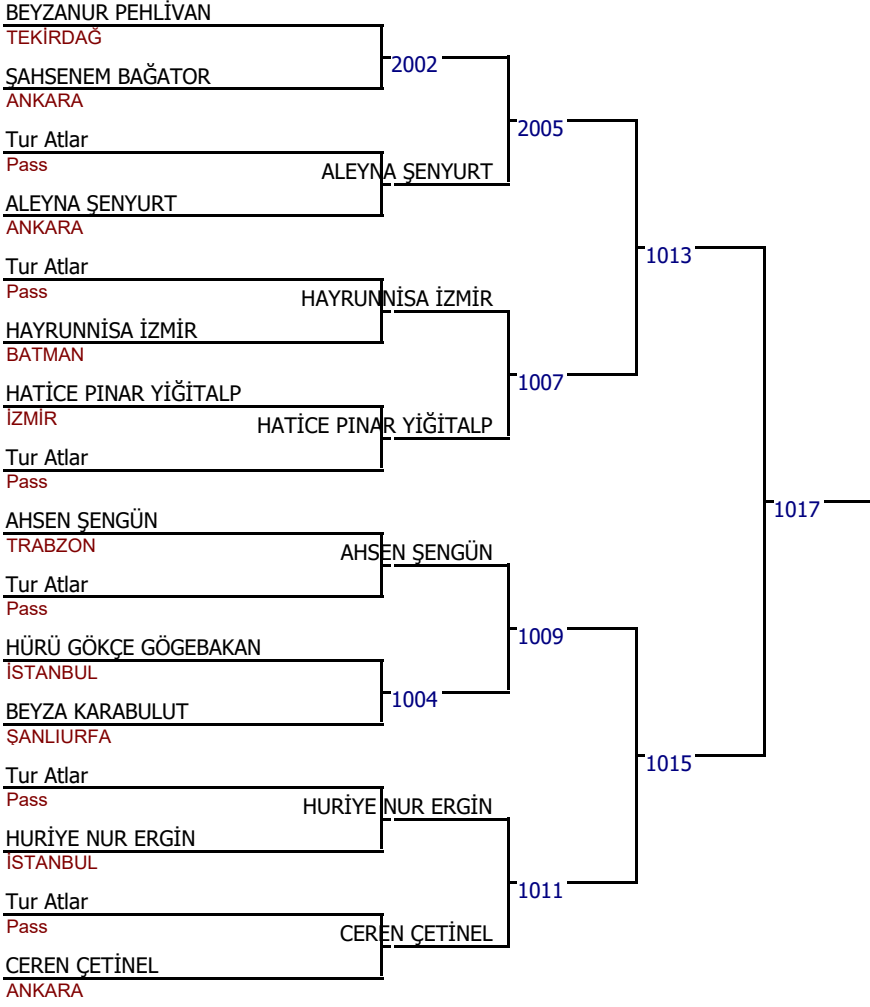 BEYZANUR PEHLİVAN
TEKİRDAĞ
2002
ŞAHSENEM BAĞATOR
ANKARA
2005
Tur Atlar
Pass
ALEYNA ŞENYURT
ALEYNA ŞENYURT
ANKARA
1013
Tur Atlar
Pass
HAYRUNNİSA İZMİR
HAYRUNNİSA İZMİR
BATMAN
1007
HATİCE PINAR YİĞİTALP
İZMİR
HATİCE PINAR YİĞİTALP
Tur Atlar
Pass
1017
AHSEN ŞENGÜN
TRABZON
AHSEN ŞENGÜN
Tur Atlar
Pass
1009
HÜRÜ GÖKÇE GÖGEBAKAN
İSTANBUL
1004
BEYZA KARABULUT
ŞANLIURFA
1015
Tur Atlar
Pass
HURİYE NUR ERGİN
HURİYE NUR ERGİN
İSTANBUL
1011
Tur Atlar
Pass
CEREN ÇETİNEL
CEREN ÇETİNEL
ANKARA